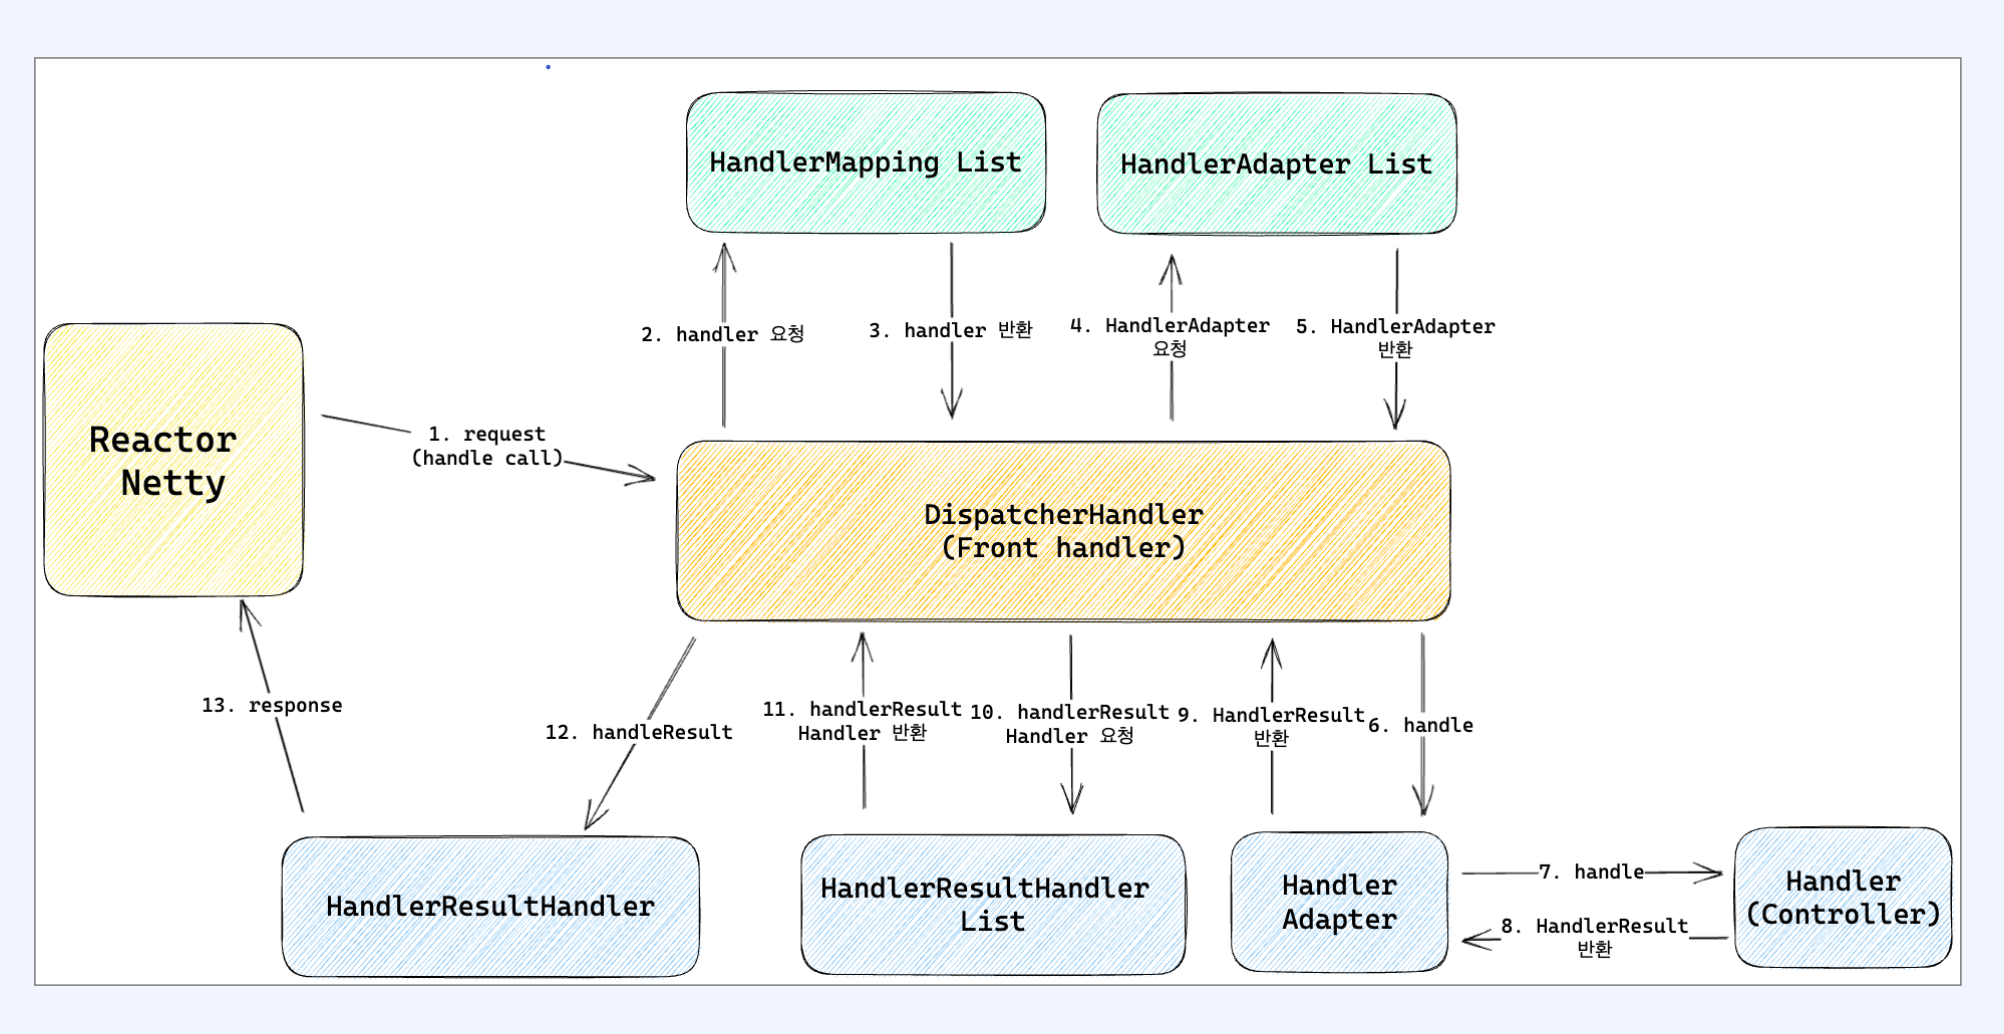 HandlerMapping List
HandlerAdapter List
2. handler 요청
3. handler 반환
4. HandlerAdapter
요청
5. HandlerAdapter
반환
Reactor
Netty
1. request
(handle call)
DispatcherHandler
(Front handler)
13. response
12. handleResult
11. handlerResult
Handler 반환
10. handlerResult
Handler 요청
9. HandlerResult
반환
6. handle
HandlerResultHandler
HandlerResultHandler
List
Handler
Adapter
7. handle
8. HandlerResult
반환
Handler
(Controller)